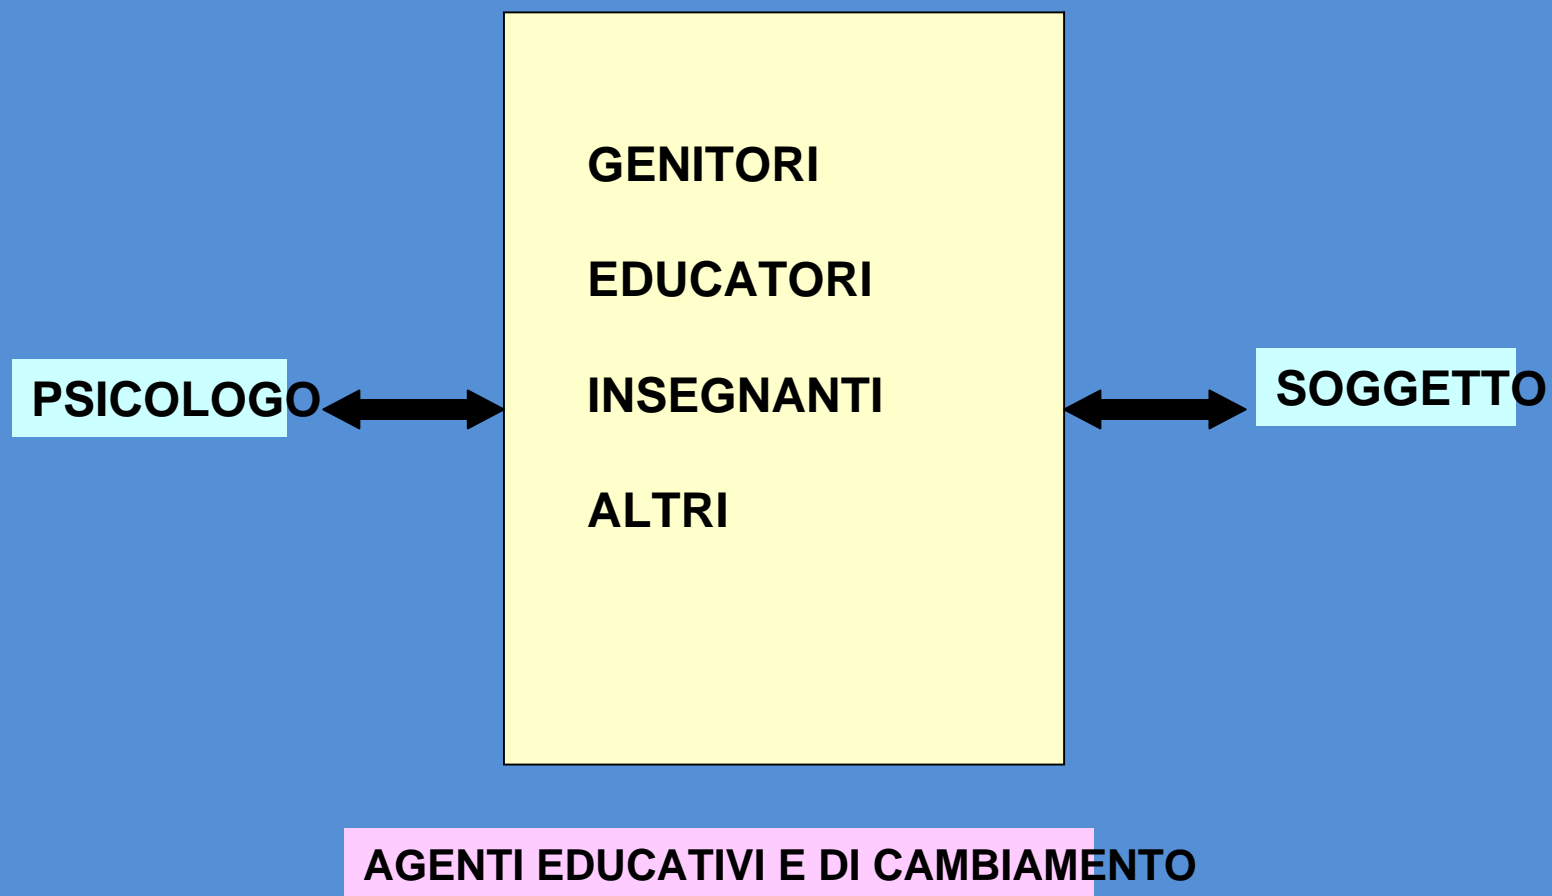 GENITORI
EDUCATORI
PSICOLOGO
INSEGNANTI
SOGGETTO
ALTRI
AGENTI EDUCATIVI E DI CAMBIAMENTO